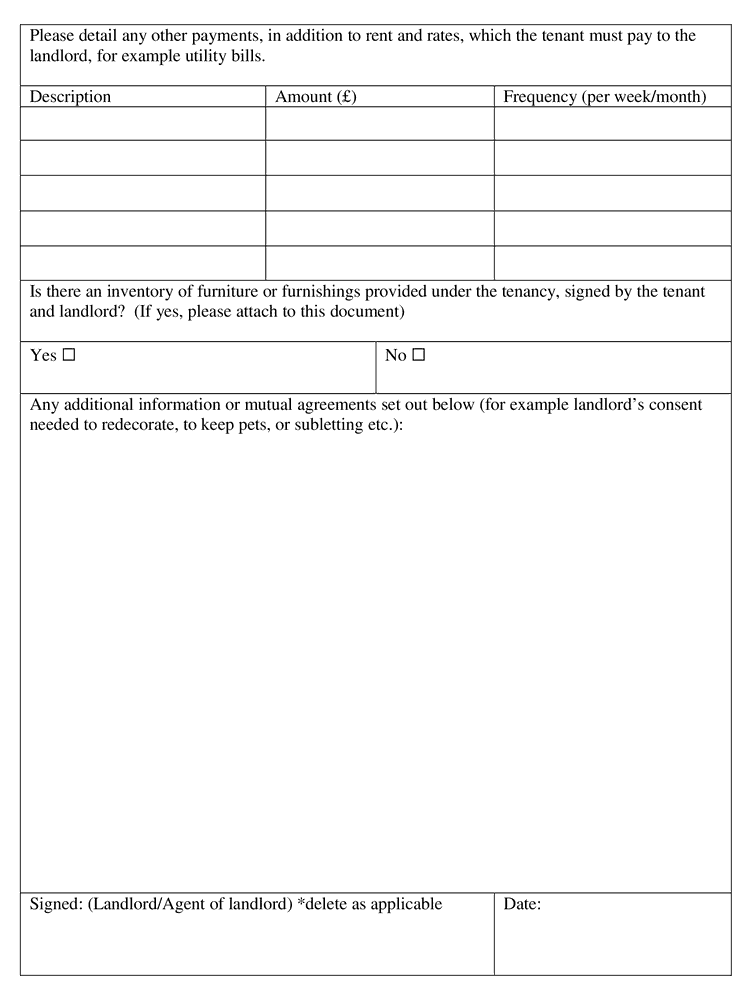 Please detail any other payments, in addition to rent and rates, which the tenant must pay to the
landlord, for example utility bills.
Description Amount (£) Frequency (per week/month)
Is there an inventory of furniture or furnishings provided under the tenancy, signed by the tenant
and landlord?  (If yes, please attach to this document)
Yes ☐ No ☐
Any additional information or mutual agreements set out below (for example landlord’s consent
needed to redecorate, to keep pets, or subletting etc.):
Signed: (Landlord/Agent of landlord) *delete as applicable Date: